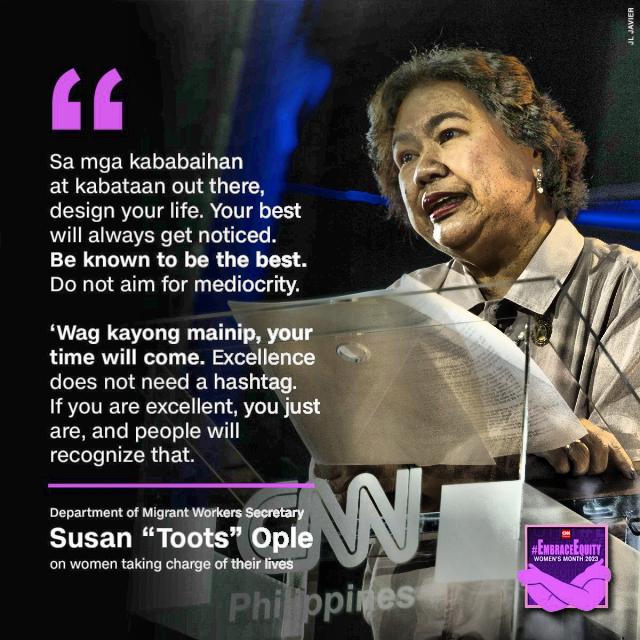 JL JAVIER
Sa mga kababaihan
at kabataan out there,
design your life. Your best
will always get noticed.
Be known to be the best.
Do not aim for mediocrity.
‘Wag kayong mainip, your
time will come. Excellence
does not need a hashtag.
If you are excellent, you just
are, and people will
recognize that.
Department of Migrant Workers Secretary
Susan “Toots” Ople
on women taking charge of their lives
CNN
Philippines
CNN
#EMBRACEEQUITY
WOMEN'S MONTH 2023